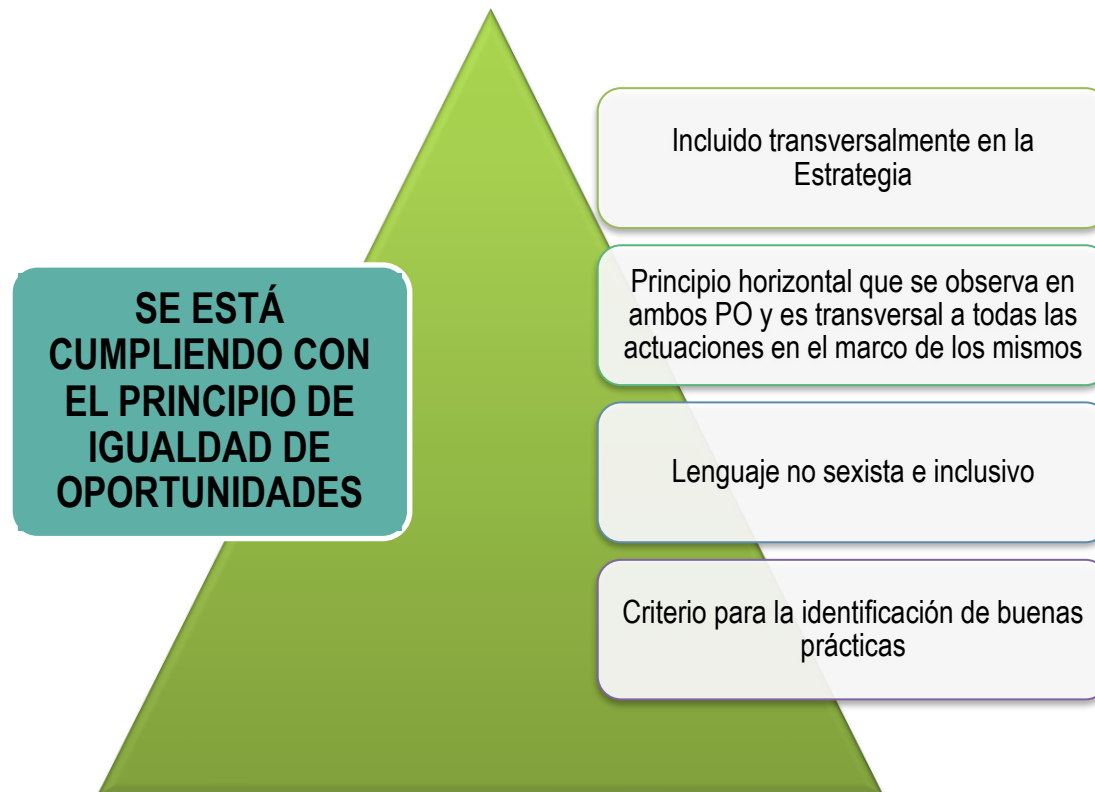 SE ESTÁ
CUMPLIENDO CON
EL PRINCIPIO DE
IGUALDAD DE
OPORTUNIDADES
Incluido transversalmente en la
Estrategia
Principio horizontal que se observa en
ambos PO y es transversal a todas las
actuaciones en el marco de los mismos
Lenguaje no sexista e inclusivo
Criterio para la identificación de buenas
prácticas